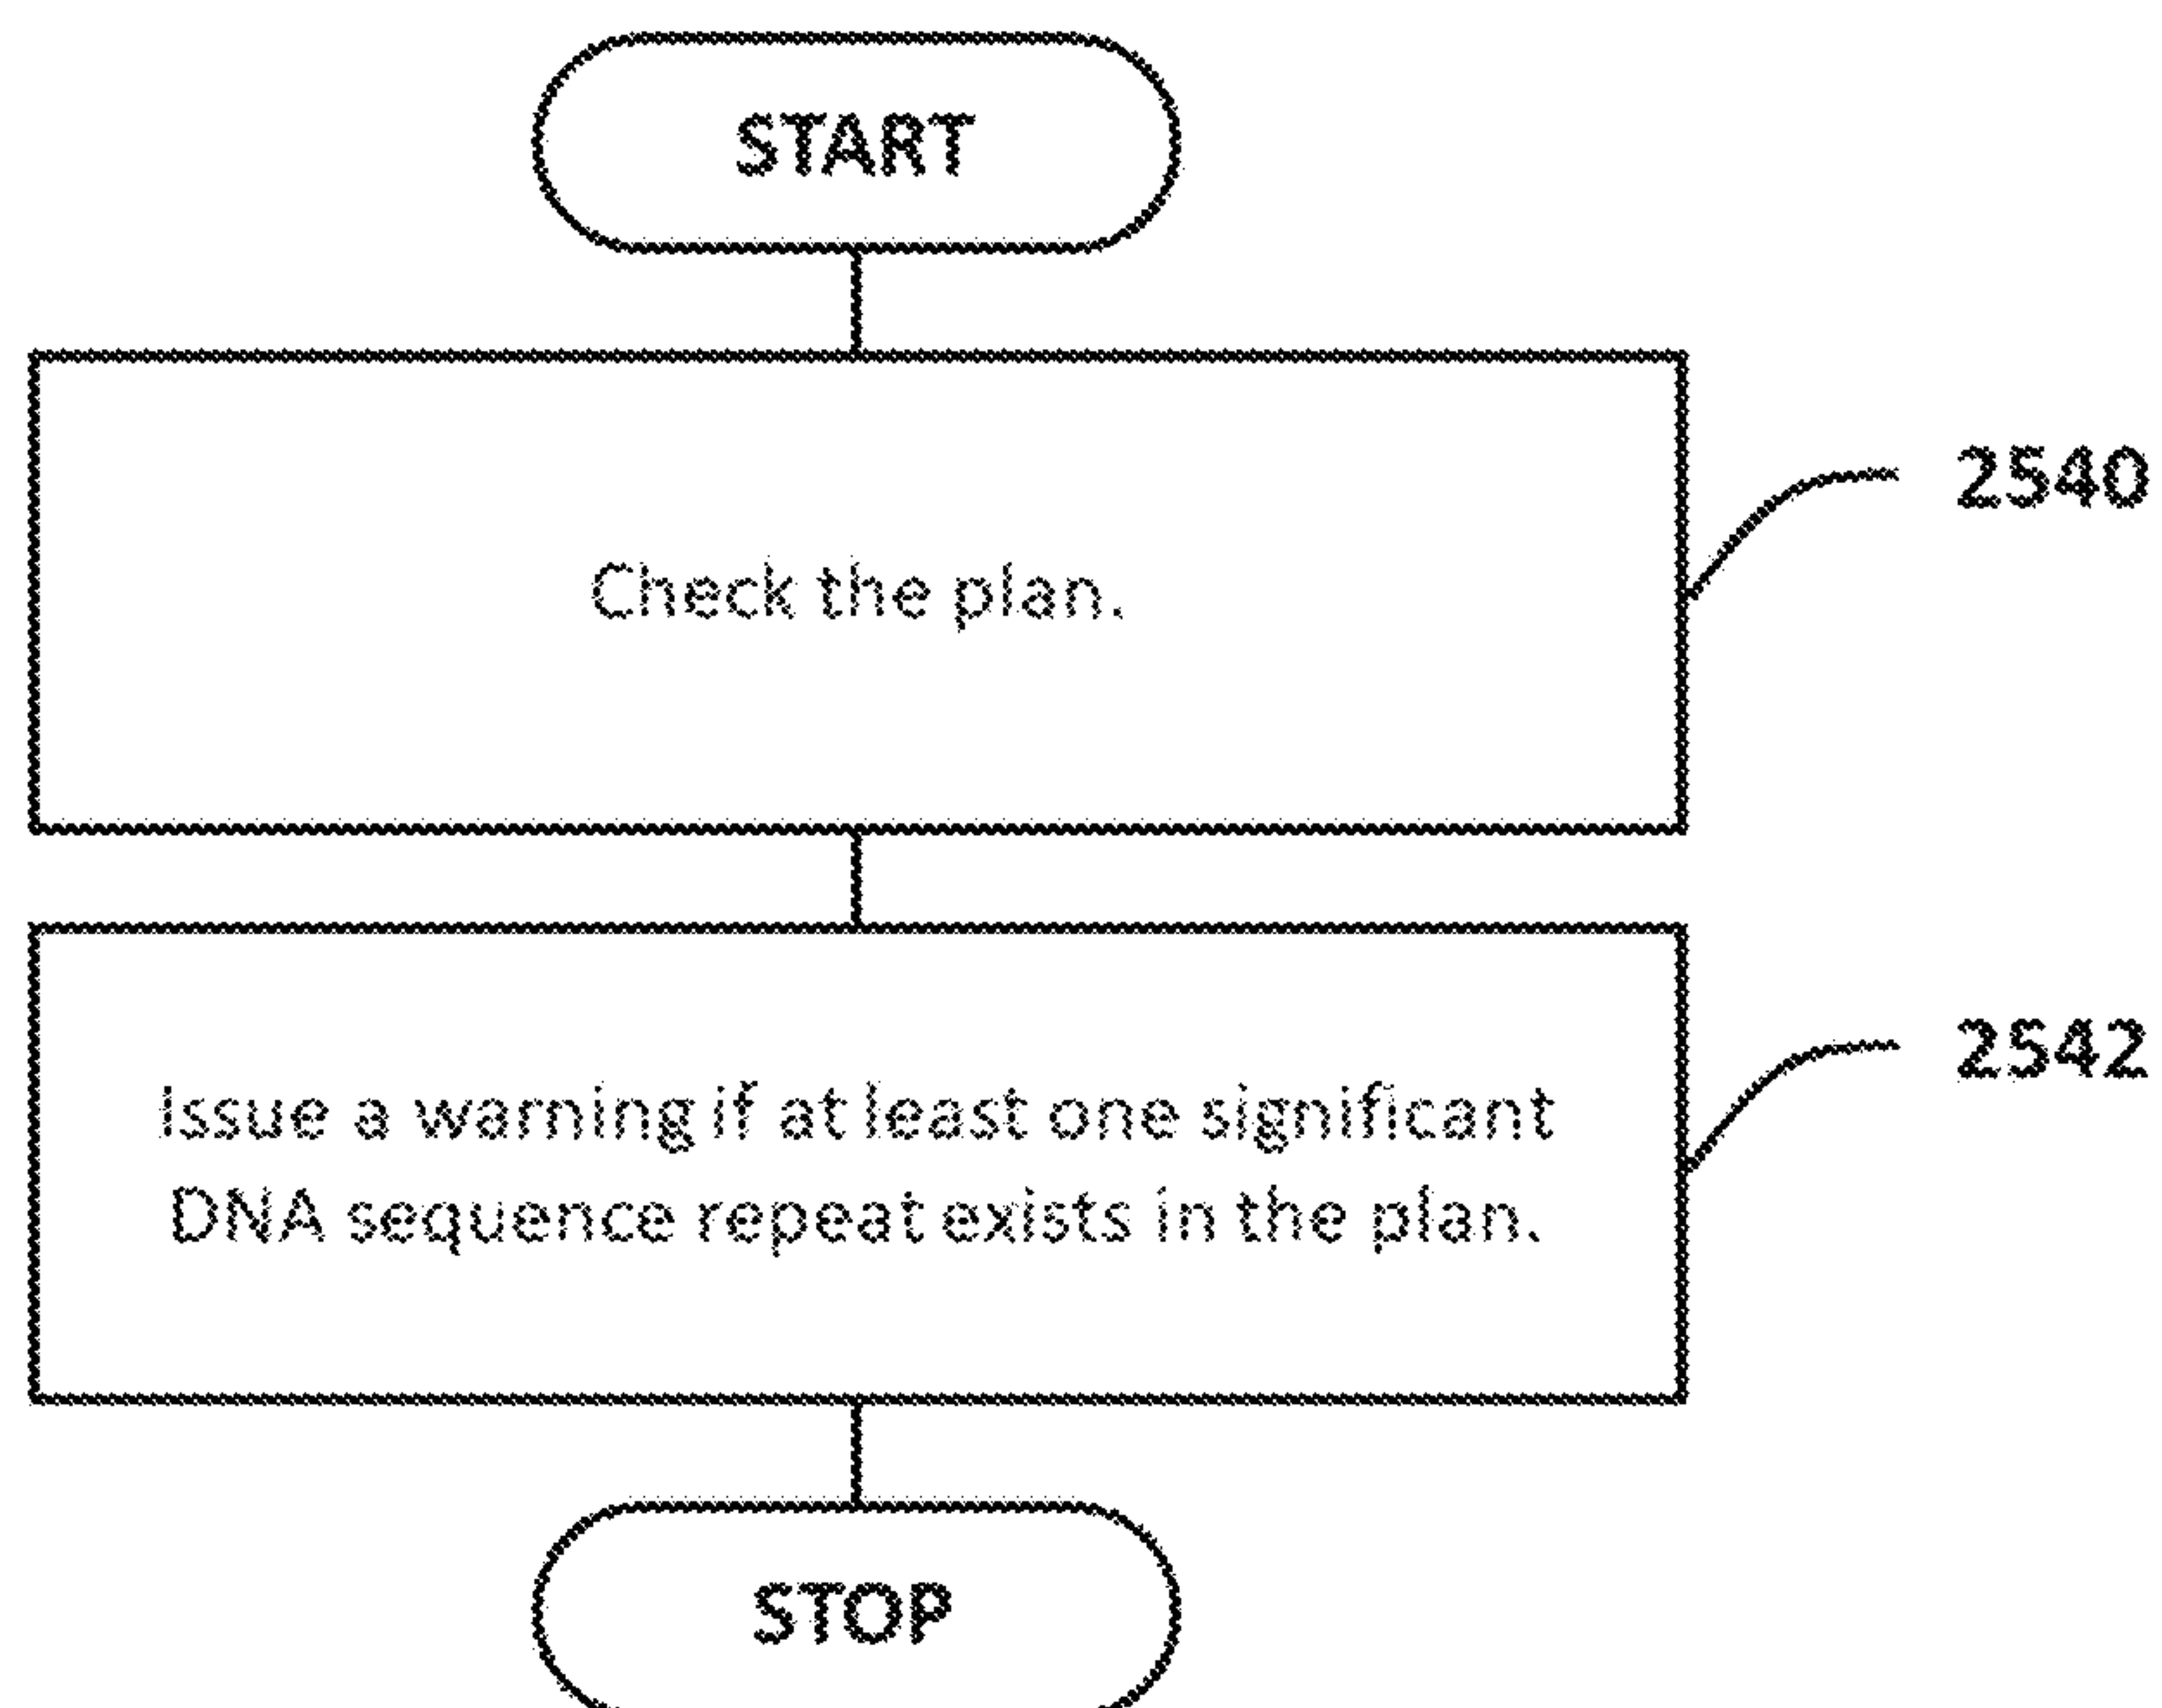 START
2540
Check the plan.
2542
Issue a warning if at least one significant
DNA sequence repeat exists in the plan.
STOP